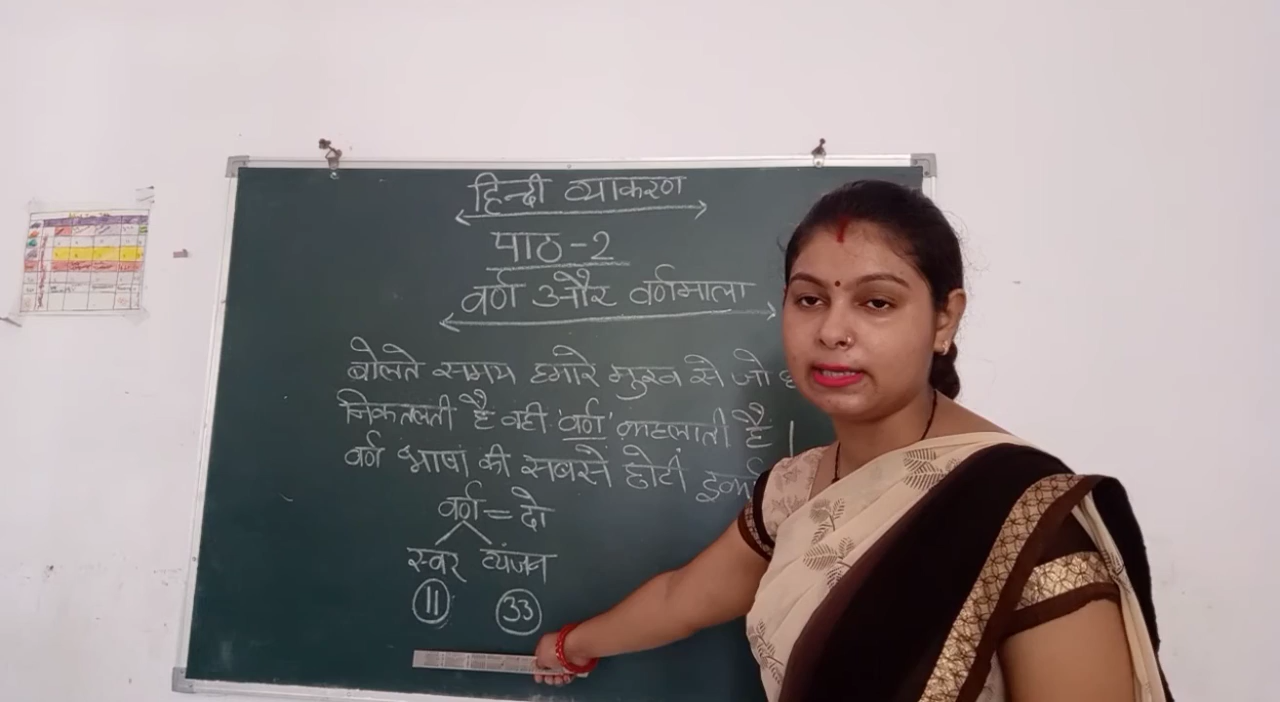 हिन्दी व्याकरण
पाठ-2
वर्ण और वर्णमाला
बोलते समय हमारे मुख से जो
निकतलती है वही 'वर्ण' कहलाती है |
वर्ण भाषा की सबसे छोटी
वर्ण = दो
स्वर व्यंजन
11 33